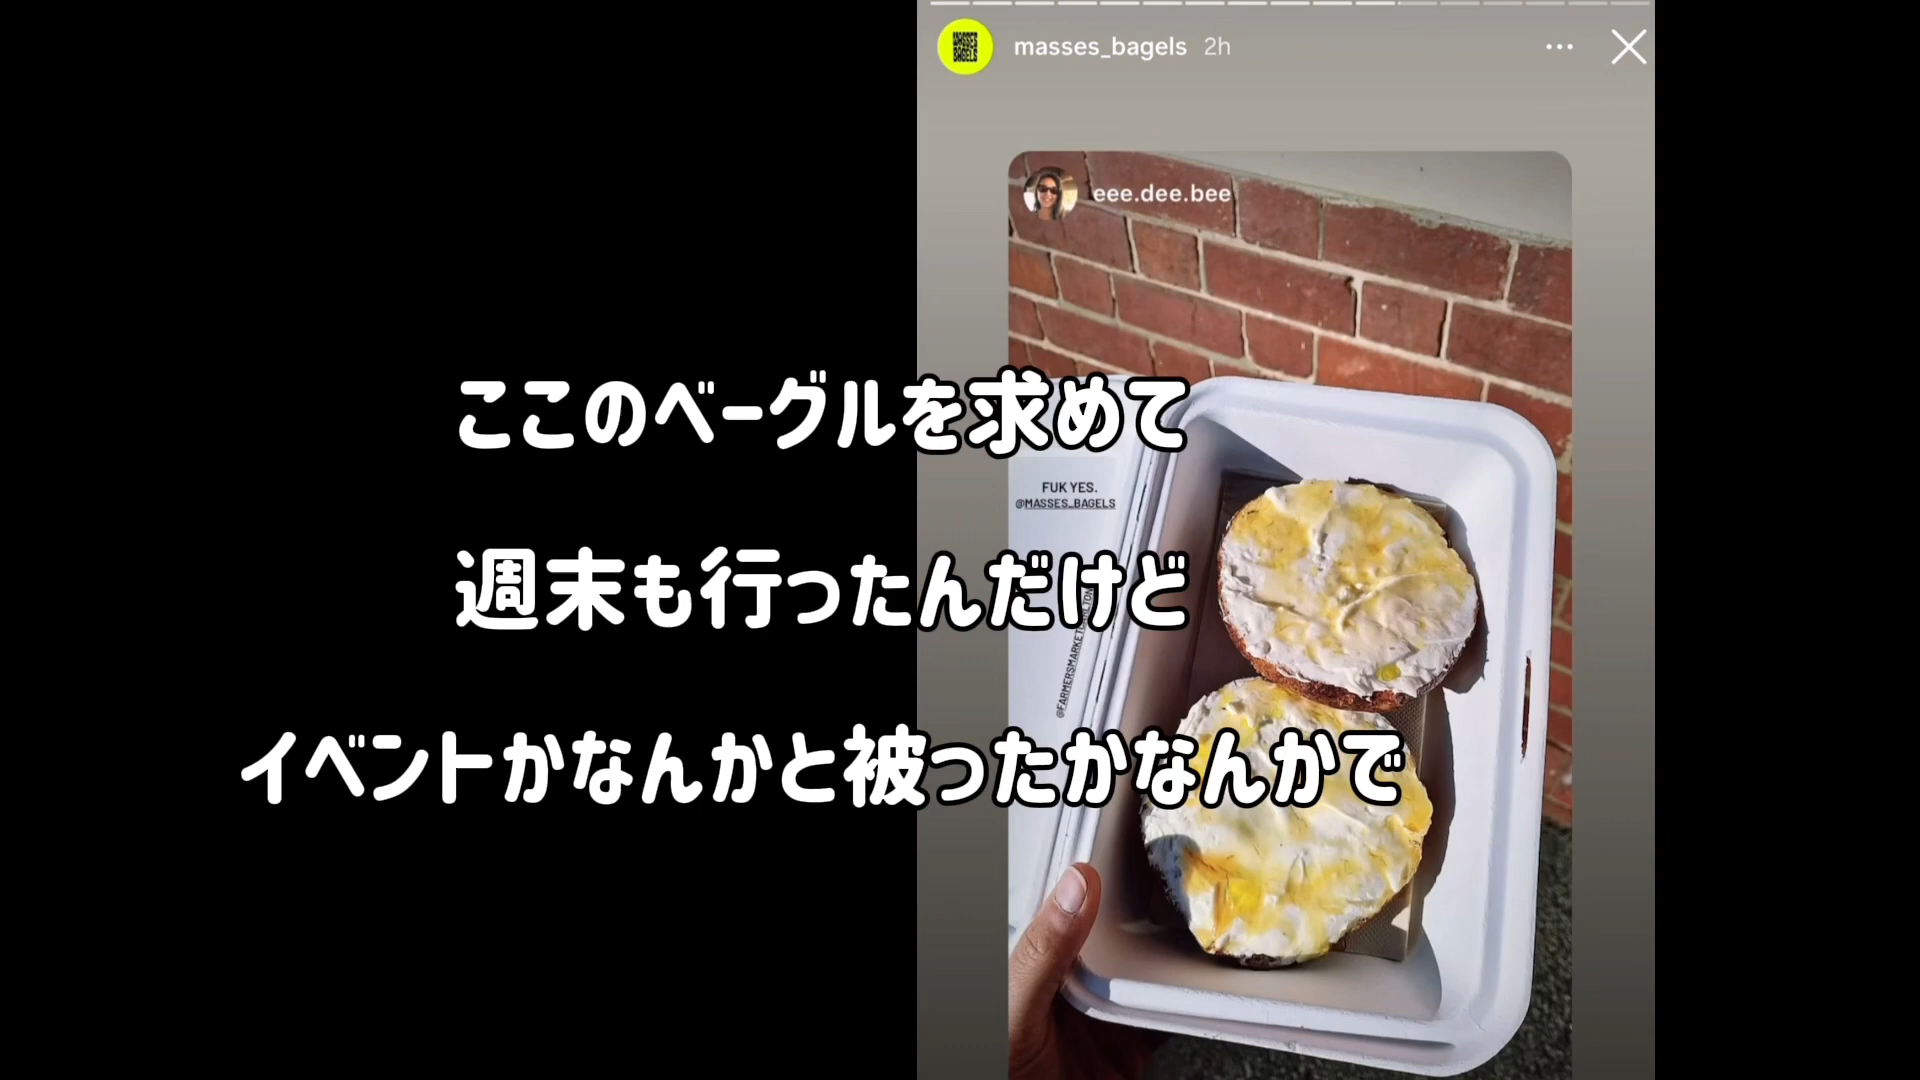 MASSES
BAGELS
masses_bagels 2h
eee.dee.bee
ここのベーグルを求めて
FUK YES.
@MASSES_BAGELS
週末も行ったんだけど
イベントかなんかと被ったかなんかで